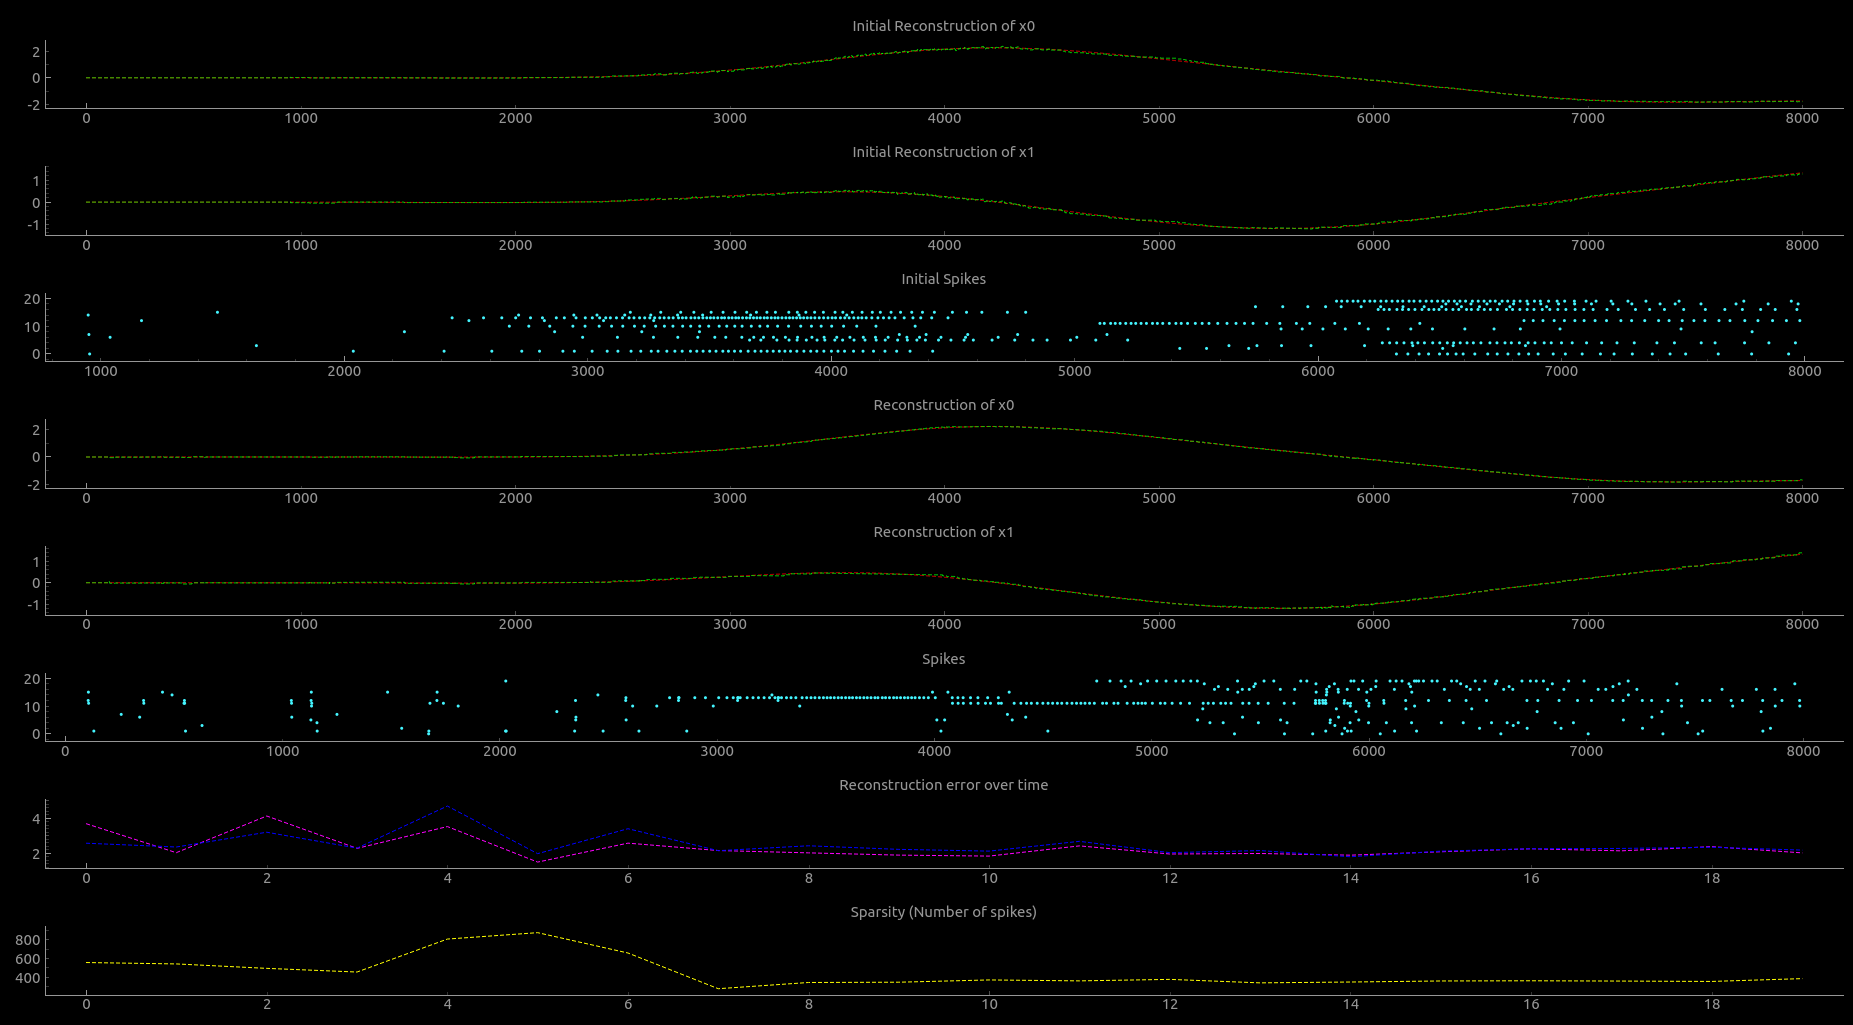 Initial Reconstruction of x0
2
0
-2
0 1000 2000 3000 4000 5000 6000 7000 8000
Initial Reconstruction of x1
1
0
-1
0 1000 2000 3000 4000 5000 6000 7000 8000
Initial Spikes
20
10
0
1000 2000 3000 4000 5000 6000 7000 8000
Reconstruction of x0
2
0
-2
0 1000 2000 3000 4000 5000 6000 7000 8000
Reconstruction of x1
1
0
-1
0 1000 2000 3000 4000 5000 6000 7000 8000
Spikes
20
10
0
0 1000 2000 3000 4000 5000 6000 7000 8000
Reconstruction error over time
4
2
0 2 4 6 8 10 12 14 16 18
Sparsity (Number of spikes)
800
600
400
0 2 4 6 8 10 12 14 16 18